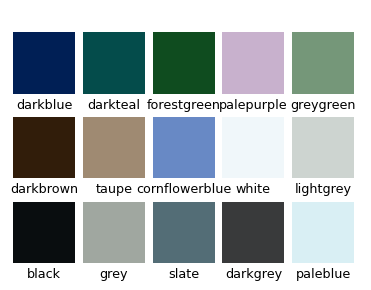 darkblue darkteal forestgreen palepurple greygreen
darkbrown taupe cornflowerblue white lightgrey
black grey slate darkgrey paleblue